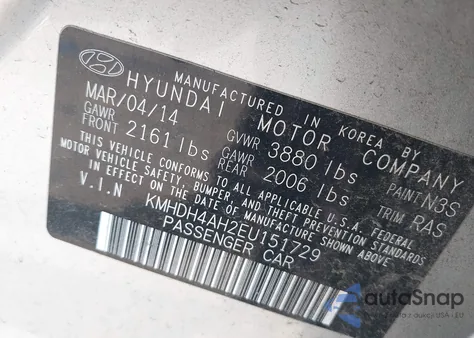 MANUFACTURED IN KOREA BY
HYUNDAI MOTOR COMPANY
MAR/04/14 GVWR 3880 lbs PAINT N3S
GAWR FRONT 2161 lbs GAWR REAR 2006 lbs TRIM RAS
THIS VEHICLE CONFORMS TO ALL APPLICABLE U.S.A. FEDERAL
MOTOR VEHICLE SAFETY, BUMPER, AND THEFT PREVENTION STANDARDS
IN EFFECT ON THE DATE OF MANUFACTURE SHOWN ABOVE
V.I.N KMHDH4AH2EU151729
PASSENGER CAR
autoSnap